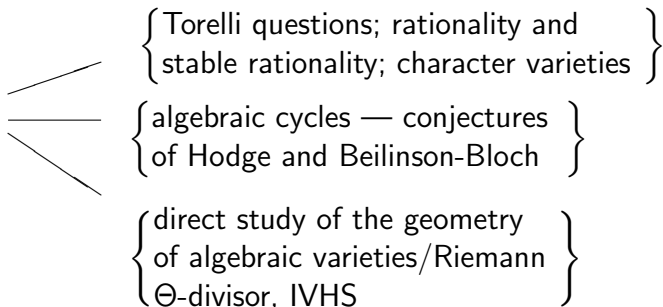 Torelli questions; rationality and
stable rationality; character varieties
algebraic cycles — conjectures
of Hodge and Beilinson-Bloch
direct study of the geometry
of algebraic varieties/Riemann
Θ-divisor, IVHS